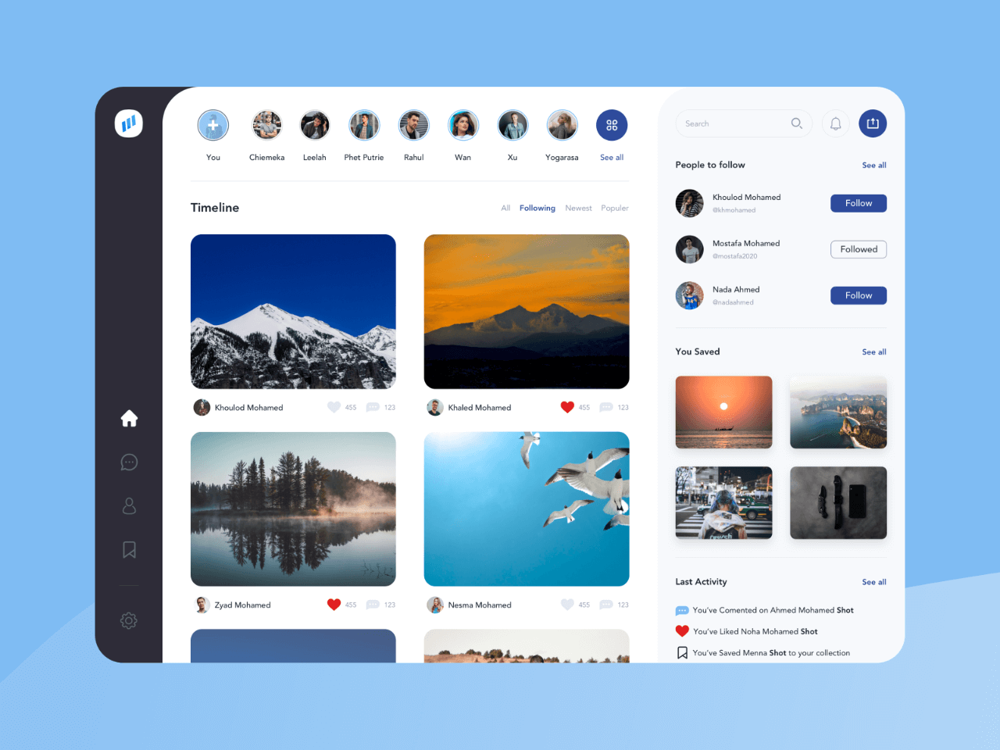 You
Chiemeka
Leelah
Phet Putrie
Rahul
Wan
Xu
Yogarasa
See all
Timeline
All
Following
Newest
Populer
Khoulod Mohamed
455
123
Khaled Mohamed
455
123
Zyad Mohamed
455
123
Nesma Mohamed
455
123
Search
People to follow
See all
Khoulod Mohamed
@khmohamed
Follow
Mostafa Mohamed
@mostafa2020
Followed
Nada Ahmed
@nadaahmed
Follow
You Saved
See all
Last Activity
See all
You've Comented on Ahmed Mohamed Shot
You've Liked Noha Mohamed Shot
You've Saved Menna Shot to your collection